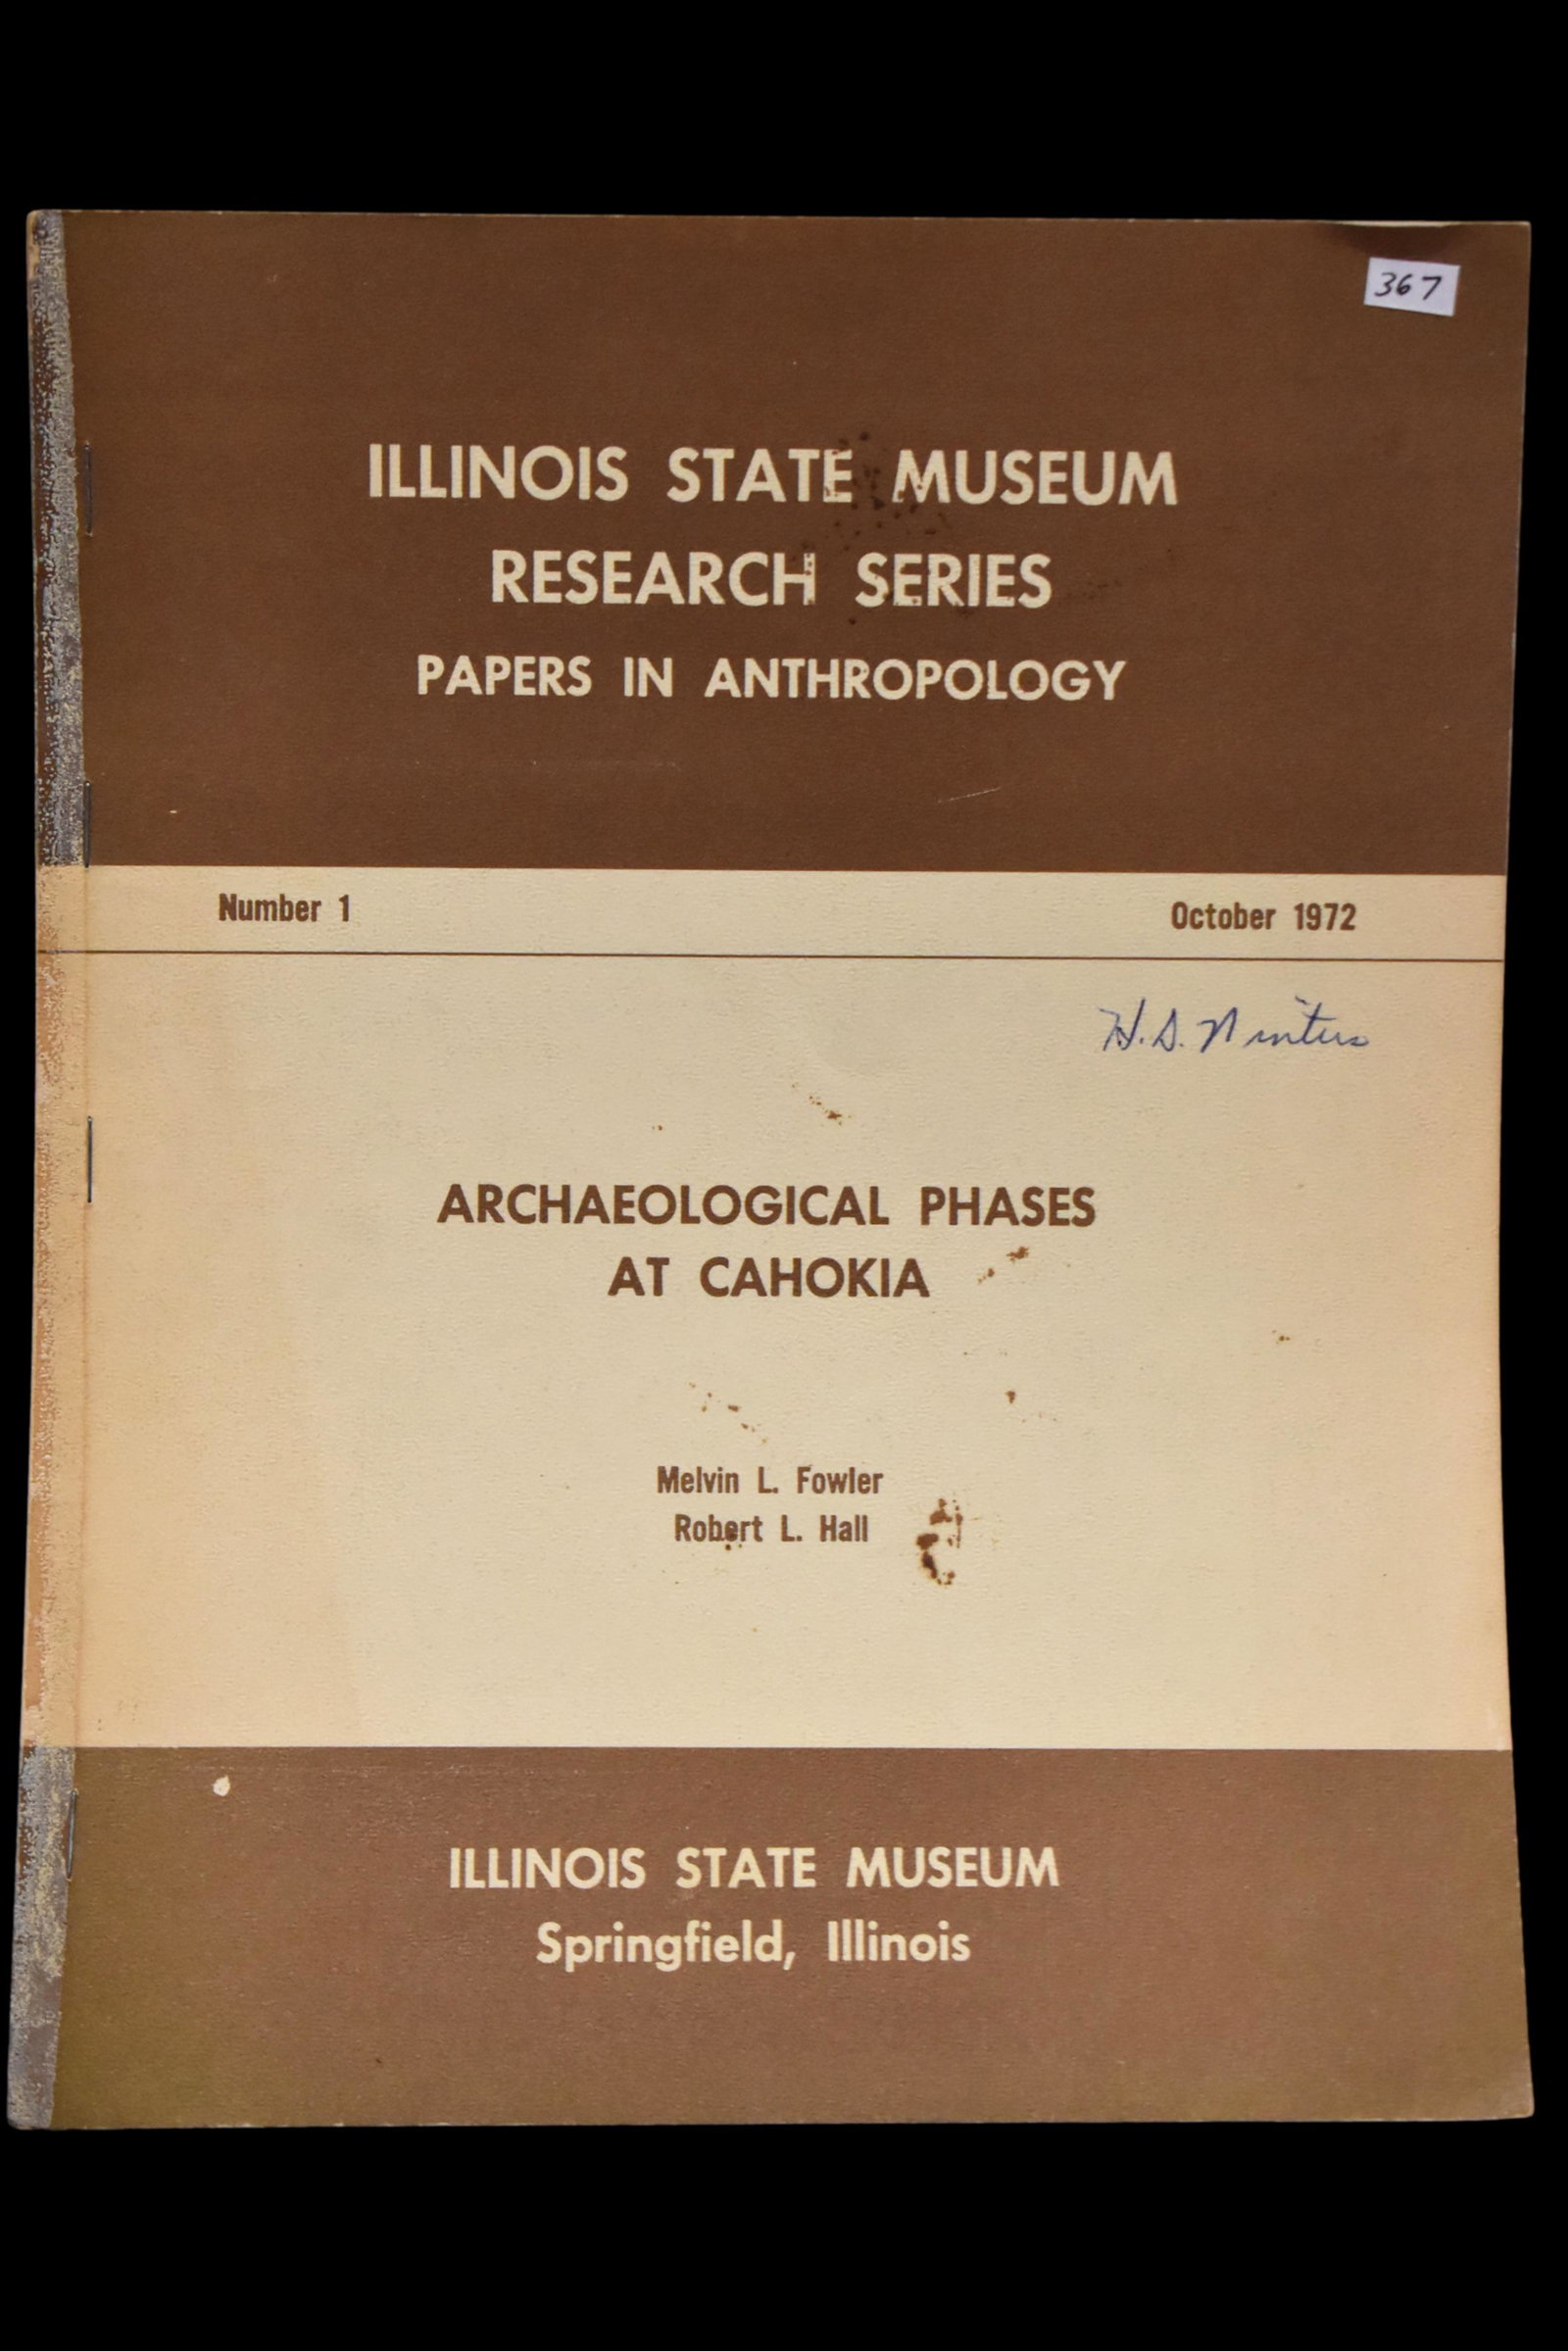 367
ILLINOIS STATE MUSEUM
RESEARCH SERIES
PAPERS IN ANTHROPOLOGY
Number 1 October 1972
H.D. Winters
ARCHAEOLOGICAL PHASES
AT CAHOKIA
Melvin L. Fowler
Robert L. Hall
ILLINOIS STATE MUSEUM
Springfield, Illinois